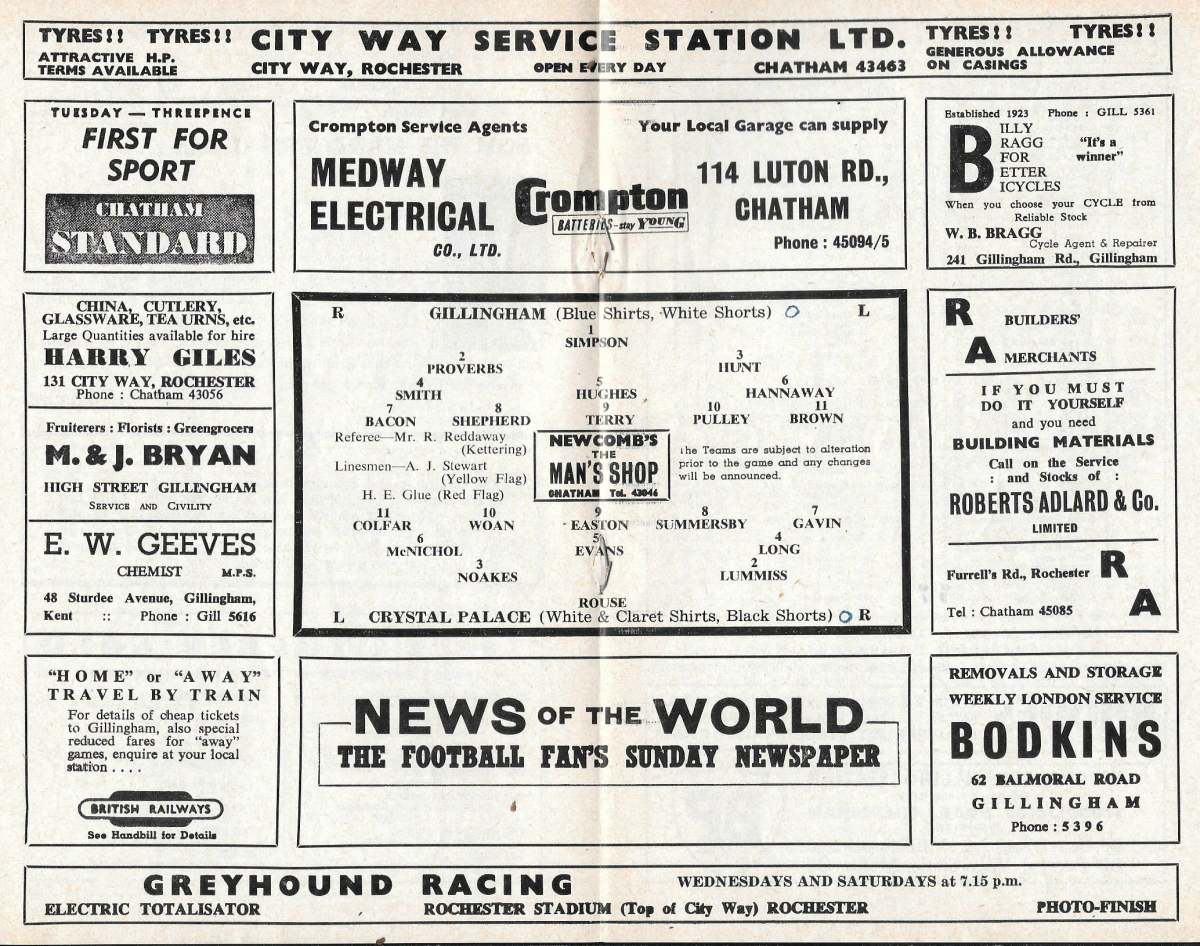 TYRES!! TYRES!! CITY WAY SERVICE STATION LTD. TYRES!! TYRES!!
ATTRACTIVE H.P. GENEROUS ALLOWANCE
TERMS AVAILABLE CITY WAY, ROCHESTER OPEN EVERY DAY CHATHAM 43463 ON CASINGS
TUESDAY — THREEPENCE
FIRST FOR
SPORT
CHATHAM
STANDARD
Crompton Service Agents Your Local Garage can supply
MEDWAY
ELECTRICAL
CO., LTD.
Crompton
BATTERIES-stay YOUNG
114 LUTON RD.,
CHATHAM
Phone : 45094/5
Established 1923 Phone : GILL 5361
BILLY
RAGG
FOR
ETTER
ICYCLES
"It's a
winner"
When you choose your CYCLE from
Reliable Stock
W. B. BRAGG
Cycle Agent & Repairer
241 Gillingham Rd., Gillingham
CHINA, CUTLERY,
GLASSWARE, TEA URNS, etc.
Large Quantities available for hire
HARRY GILES
131 CITY WAY, ROCHESTER
Phone : Chatham 43056
Fruiterers : Florists : Greengrocers
M. & J. BRYAN
HIGH STREET GILLINGHAM
SERVICE AND CIVILITY
E. W. GEEVES
CHEMIST M.P.S.
48 Sturdee Avenue, Gillingham,
Kent :: Phone : Gill 5616
R GILLINGHAM (Blue Shirts, White Shorts) L
1
SIMPSON
2 3
PROVERBS HUNT
4 5 6
SMITH HUGHES HANNAWAY
7 8 9 10 11
BACON SHEPHERD TERRY PULLEY BROWN
Referee—Mr. R. Reddaway
(Kettering)
Linesmen—A. J. Stewart
(Yellow Flag)
H. E. Glue (Red Flag)
NEWCOMB'S
THE
MAN'S SHOP
CHATHAM Tel. 43046
The Teams are subject to alteration
prior to the game and any changes
will be announced.
11 10 9 8 7
COLFAR WOAN EASTON SUMMERSBY GAVIN
6 5 4
McNICHOL EVANS LONG
3 2
NOAKES LUMMISS
ROUSE
L CRYSTAL PALACE (White & Claret Shirts, Black Shorts) R
R BUILDERS'
A MERCHANTS
IF YOU MUST
DO IT YOURSELF
and you need
BUILDING MATERIALS
Call on the Service
: and Stocks of :
ROBERTS ADLARD & Co.
LIMITED
Furrell's Rd., Rochester R
Tel : Chatham 45085 A
"HOME" or "AWAY"
TRAVEL BY TRAIN
For details of cheap tickets
to Gillingham, also special
reduced fares for "away"
games, enquire at your local
station . . . .
BRITISH RAILWAYS
See Handbill for Details
NEWS OF THE WORLD
THE FOOTBALL FAN'S SUNDAY NEWSPAPER
REMOVALS AND STORAGE
WEEKLY LONDON SERVICE
BODKINS
62 BALMORAL ROAD
GILLINGHAM
Phone : 5396
GREYHOUND RACING WEDNESDAYS AND SATURDAYS at 7.15 p.m.
ELECTRIC TOTALISATOR ROCHESTER STADIUM (Top of City Way) ROCHESTER PHOTO-FINISH